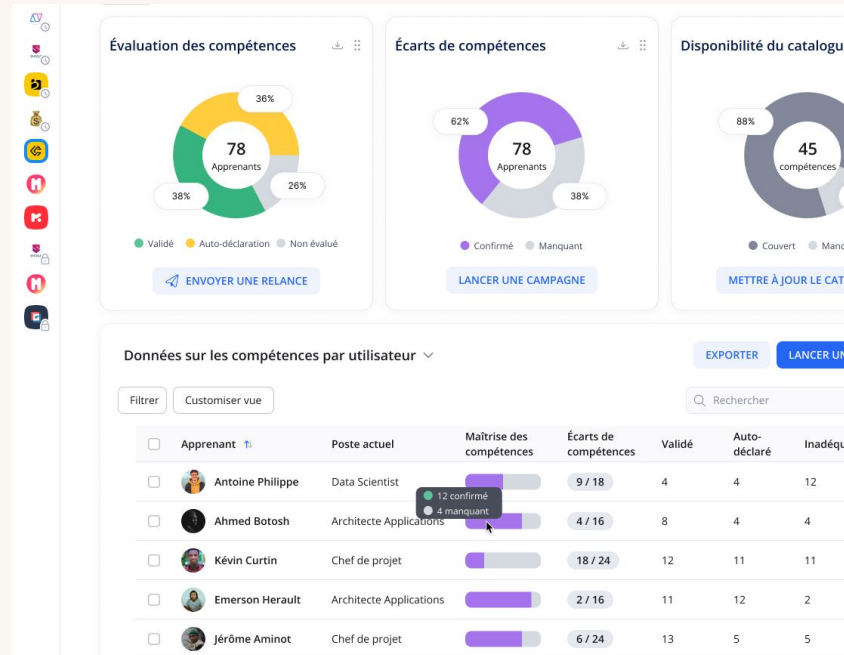 Évaluation des compétences
36%
78
Apprenants
38%
26%
Validé Auto-déclaration Non évalué
ENVOYER UNE RELANCE
Écarts de compétences
62%
78
Apprenants
38%
Confirmé Manquant
LANCER UNE CAMPAGNE
Disponibilité du catalogu
88%
45
compétences
Couvert Manq
METTRE À JOUR LE CAT
Données sur les compétences par utilisateur
EXPORTER LANCER UN
Filtrer Customiser vue Rechercher
Apprenant Poste actuel Maîtrise des compétences Écarts de compétences Validé Auto-déclaré Inadéqu
Antoine Philippe Data Scientist 9 / 18 4 4 12
12 confirmé
4 manquant
Ahmed Botosh Architecte Applications 4 / 16 8 4 4
Kévin Curtin Chef de projet 18 / 24 12 11 11
Emerson Herault Architecte Applications 2 / 16 11 12 2
Jérôme Aminot Chef de projet 6 / 24 13 5 5